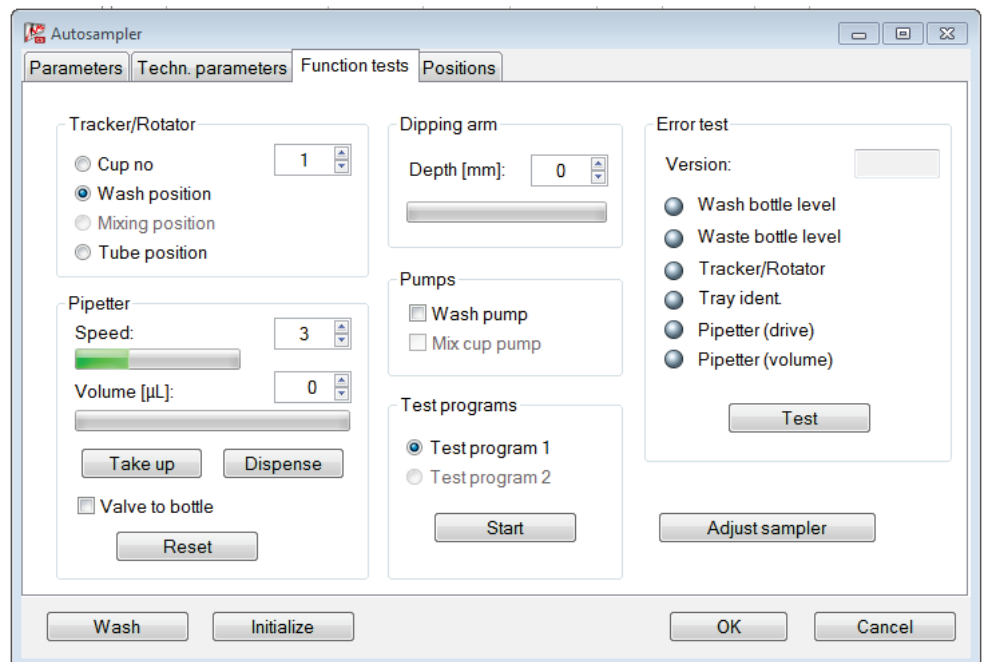 Autosampler
Parameters Techn. parameters Function tests Positions
Tracker/Rotator
Cup no 1
Wash position
Mixing position
Tube position
Pipetter
Speed: 3
Volume [µL]: 0
Take up Dispense
Valve to bottle
Reset
Dipping arm
Depth [mm]: 0
Pumps
Wash pump
Mix cup pump
Test programs
Test program 1
Test program 2
Start
Error test
Version:
Wash bottle level
Waste bottle level
Tracker/Rotator
Tray ident.
Pipetter (drive)
Pipetter (volume)
Test
Adjust sampler
Wash Initialize OK Cancel